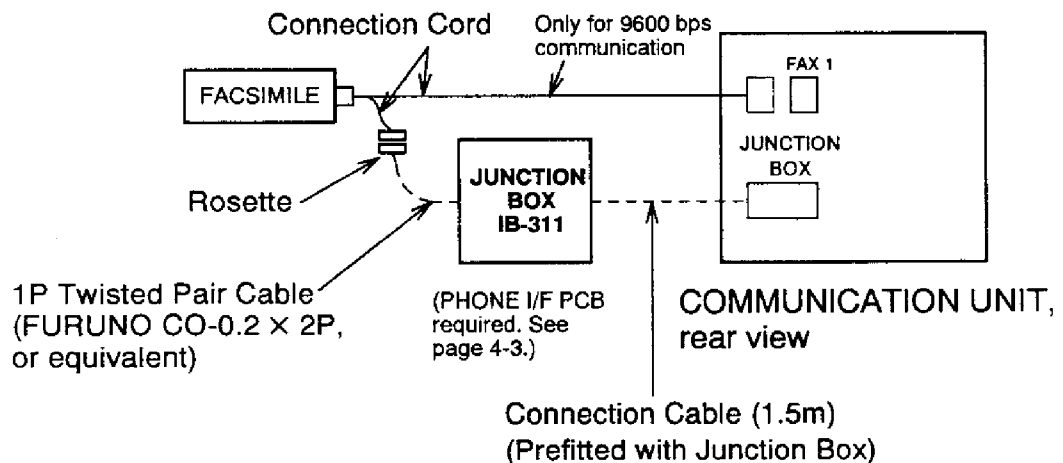 Connection Cord
Only for 9600 bps
communication
FACSIMILE
FAX 1
JUNCTION
BOX
Rosette
JUNCTION
BOX
IB-311
1P Twisted Pair Cable
(FURUNO CO-0.2 × 2P,
or equivalent)
(PHONE I/F PCB
required. See
page 4-3.)
COMMUNICATION UNIT,
rear view
Connection Cable (1.5m)
(Prefitted with Junction Box)